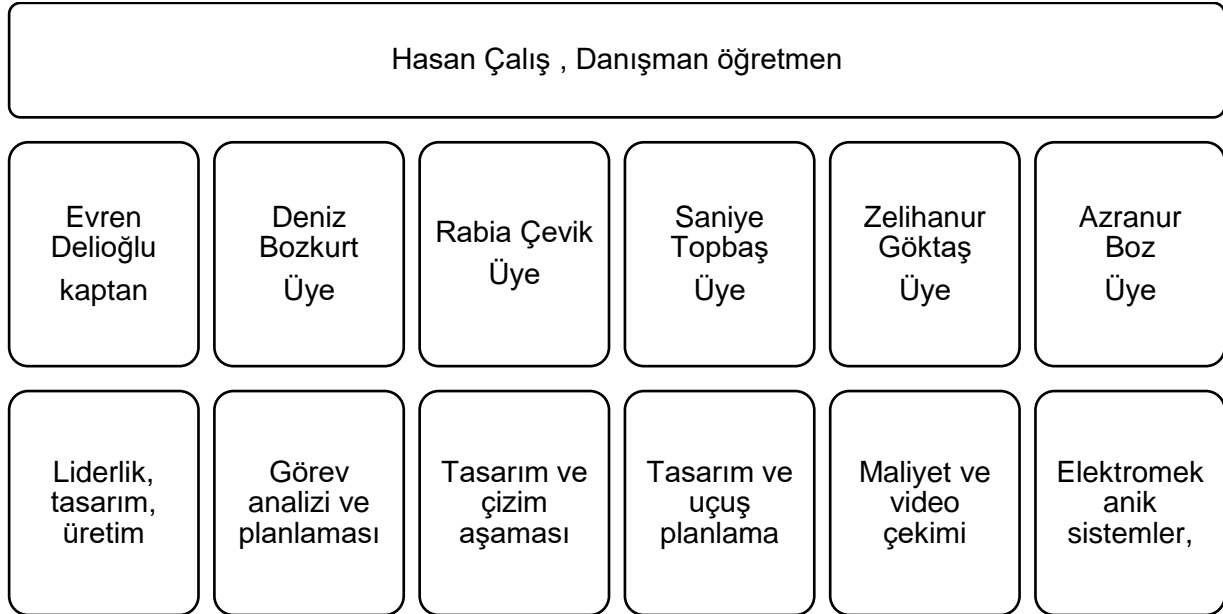 Hasan Çalış , Danışman öğretmen
Evren
Delioğlu
kaptan
Deniz
Bozkurt
Üye
Rabia Çevik
Üye
Saniye
Topbaş
Üye
Zelihanur
Göktaş
Üye
Azranur
Boz
Üye
Liderlik,
tasarım,
üretim
Görev
analizi ve
planlaması
Tasarım ve
çizim
aşaması
Tasarım ve
uçuş
planlama
Maliyet ve
video
çekimi
Elektromek
anik
sistemler,